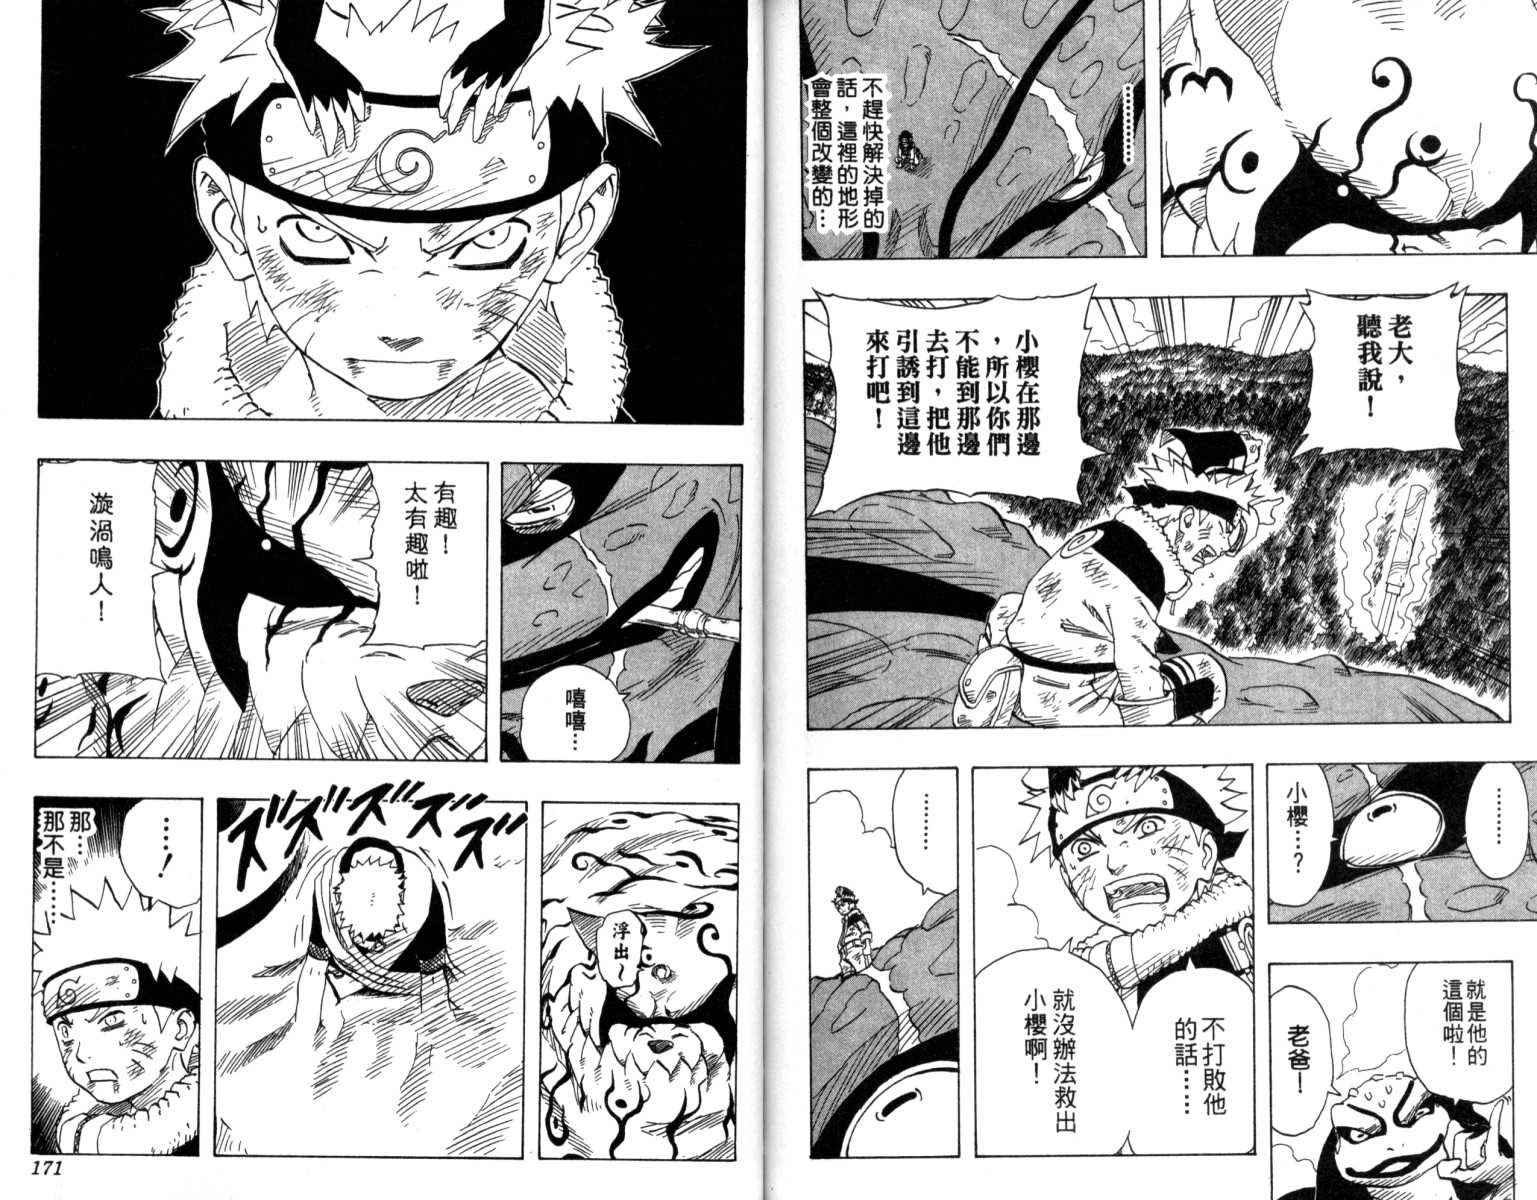 …………
不趕快解決掉的
話，這裡的地形
會整個改變的…
老大，
聽我說！
小櫻在那邊
，所以你們
不能到那邊
去打，把他
引誘到這邊
來打吧！
………
小櫻…？
就是他的
這個啦！
老爸！
不打敗他
的話……
就沒辦法救出
小櫻啊！
………
嘻嘻…
有趣！
太有趣啦！
漩渦鳴人！
浮出～
ズズズズズ
…！
那…
那不是……
171